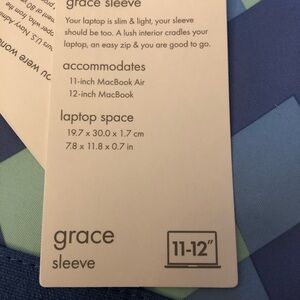 grace sleeve
Your laptop is slim & light, your sleeve
should be too. A lush interior cradles your
laptop, an easy zip & you are good to go.
accommodates
11-inch MacBook Air
12-inch MacBook
laptop space
19.7 x 30.0 x 1.7 cm
7.8 x 11.8 x 0.7 in
grace
sleeve
11-12"